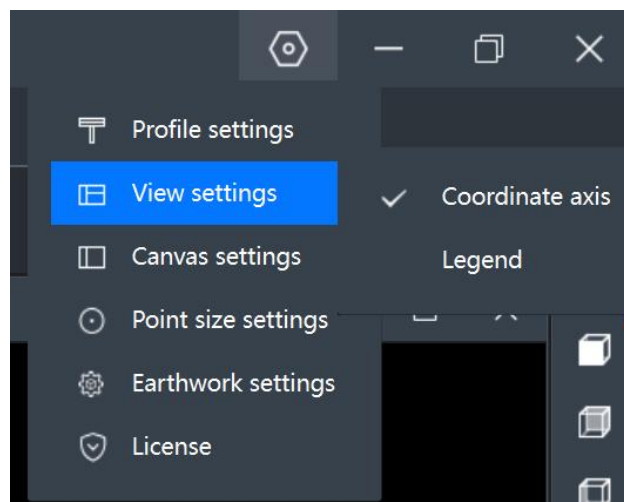 Profile settings
View settings
Coordinate axis
Canvas settings
Legend
Point size settings
Earthwork settings
License